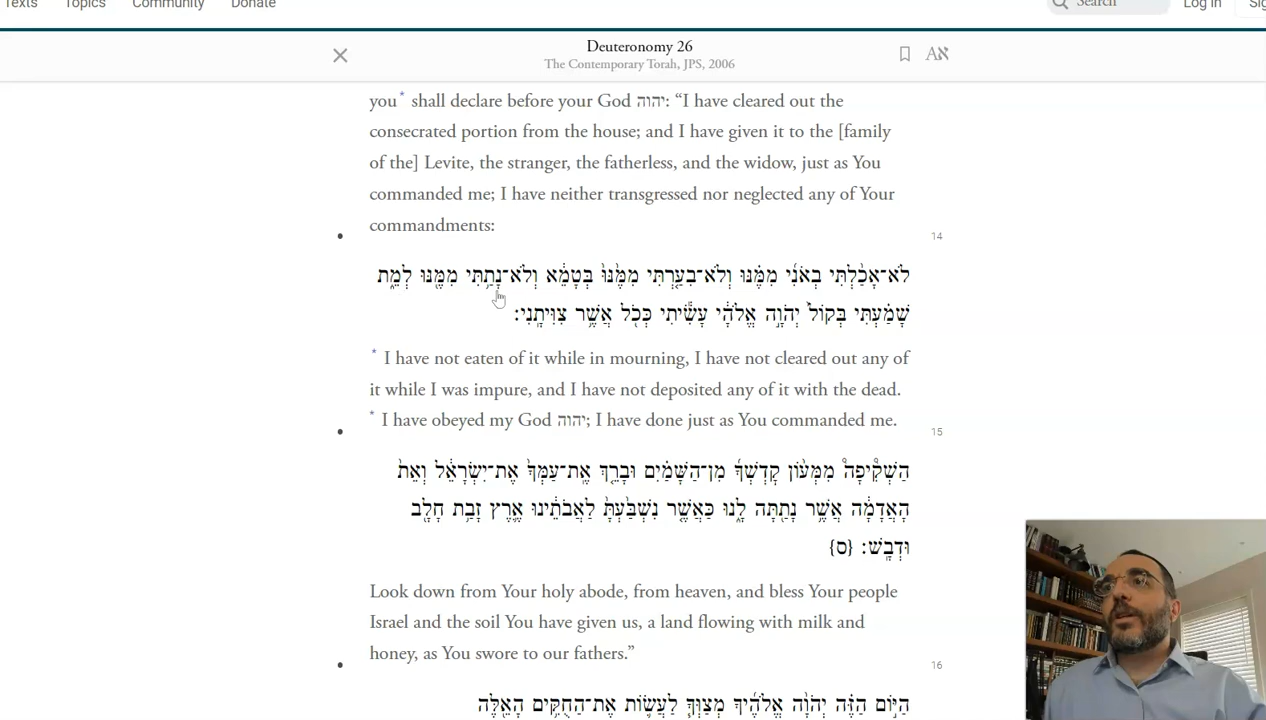 Texts Topics Community Donate Search Log in
Deuteronomy 26
The Contemporary Torah, JPS, 2006
אA
you* shall declare before your God יהוה: “I have cleared out the
consecrated portion from the house; and I have given it to the [family
of the] Levite, the stranger, the fatherless, and the widow, just as You
commanded me; I have neither transgressed nor neglected any of Your
commandments:
14
לֹא־אָכַ֨לְתִּי בְאֹנִ֜י מִמֶּ֗נּוּ וְלֹא־בִעַ֤רְתִּי מִמֶּ֙נּוּ֙ בְּטָמֵ֔א וְלֹא־נָתַ֥תִּי מִמֶּ֖נּוּ לְמֵ֑ת
שָׁמַ֗עְתִּי בְּקוֹל֙ יְהֹוָ֣ה אֱלֹהָ֔י עָשִׂ֕יתִי כְּכֹ֖ל אֲשֶׁ֥ר צִוִּיתָֽנִי׃
* I have not eaten of it while in mourning, I have not cleared out any of
it while I was impure, and I have not deposited any of it with the dead.
* I have obeyed my God יהוה; I have done just as You commanded me.
15
הַשְׁקִ֩יפָה֩ מִמְּע֨וֹן קׇדְשְׁךָ֜ מִן־הַשָּׁמַ֗יִם וּבָרֵ֤ךְ אֶֽת־עַמְּךָ֙ אֶת־יִשְׂרָאֵ֔ל וְאֵת֙
הָאֲדָמָ֔ה אֲשֶׁ֥ר נָתַ֖תָּה לָ֑נוּ כַּאֲשֶׁ֤ר נִשְׁבַּ֙עְתָּ֙ לַאֲבֹתֵ֔ינוּ אֶ֛רֶץ זָבַ֥ת חָלָ֖ב
וּדְבָֽשׁ׃ {ס}
Look down from Your holy abode, from heaven, and bless Your people
Israel and the soil You have given us, a land flowing with milk and
honey, as You swore to our fathers.”
16
הַיּ֣וֹם הַזֶּ֗ה יְהֹוָ֨ה אֱלֹהֶ֜יךָ מְצַוְּךָ֧ לַעֲשׂ֛וֹת אֶת־הַחֻקִּ֥ים הָאֵ֖לֶּה